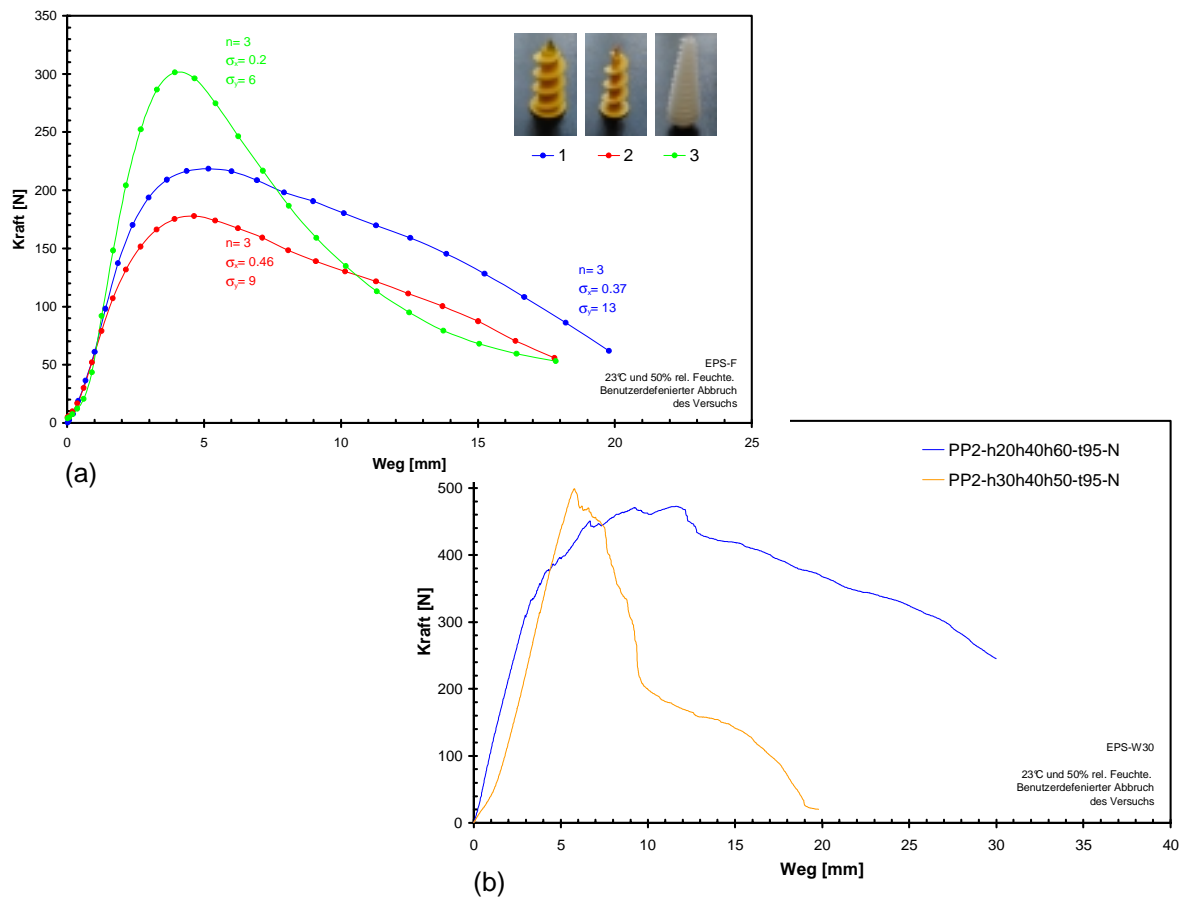 350
300
250
200
150
100
50
0
Kraft [N]
n= 3
σx= 0.2
σy= 6
1
2
3
n= 3
σx= 0.46
σy= 9
n= 3
σx= 0.37
σy= 13
EPS-F
23°C und 50% rel. Feuchte.
Benutzerdefenierter Abbruch
des Versuchs
0 5 10 15 20 25
Weg [mm]
(a)
PP2-h20h40h60-t95-N
PP2-h30h40h50-t95-N
500
400
300
200
100
0
Kraft [N]
EPS-W30
23°C und 50% rel. Feuchte.
Benutzerdefenierter Abbruch
des Versuchs
0 5 10 15 20 25 30 35 40
Weg [mm]
(b)